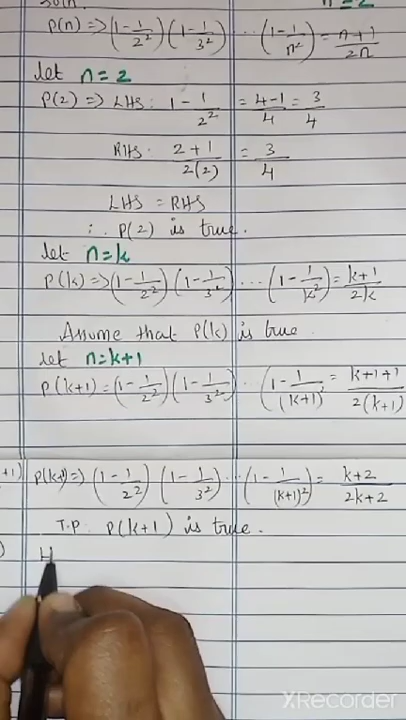 Soln. n=2
P(n) => (1-1/2²)(1-1/3²) ... (1-1/n²) = n+1/2n
let n=2
P(2) => LHS: 1-1/2² = 4-1/4 = 3/4
RHS. 2+1/2(2) = 3/4
LHS = RHS
∴ P(2) is true.
let n=k
P(k) => (1-1/2²)(1-1/3²) ... (1-1/k²) = k+1/2k
Assume that P(k) is true.
let n=k+1
P(k+1) = (1-1/2²)(1-1/3²) . (1-1/(k+1)² = k+1+1/2(k+1)
+1) P(k+1) => (1-1/2²)(1-1/3²) ... (1-1/(k+1)²) = k+2/2k+2
T.P. P(k+1) is true.
) H
XRecorder